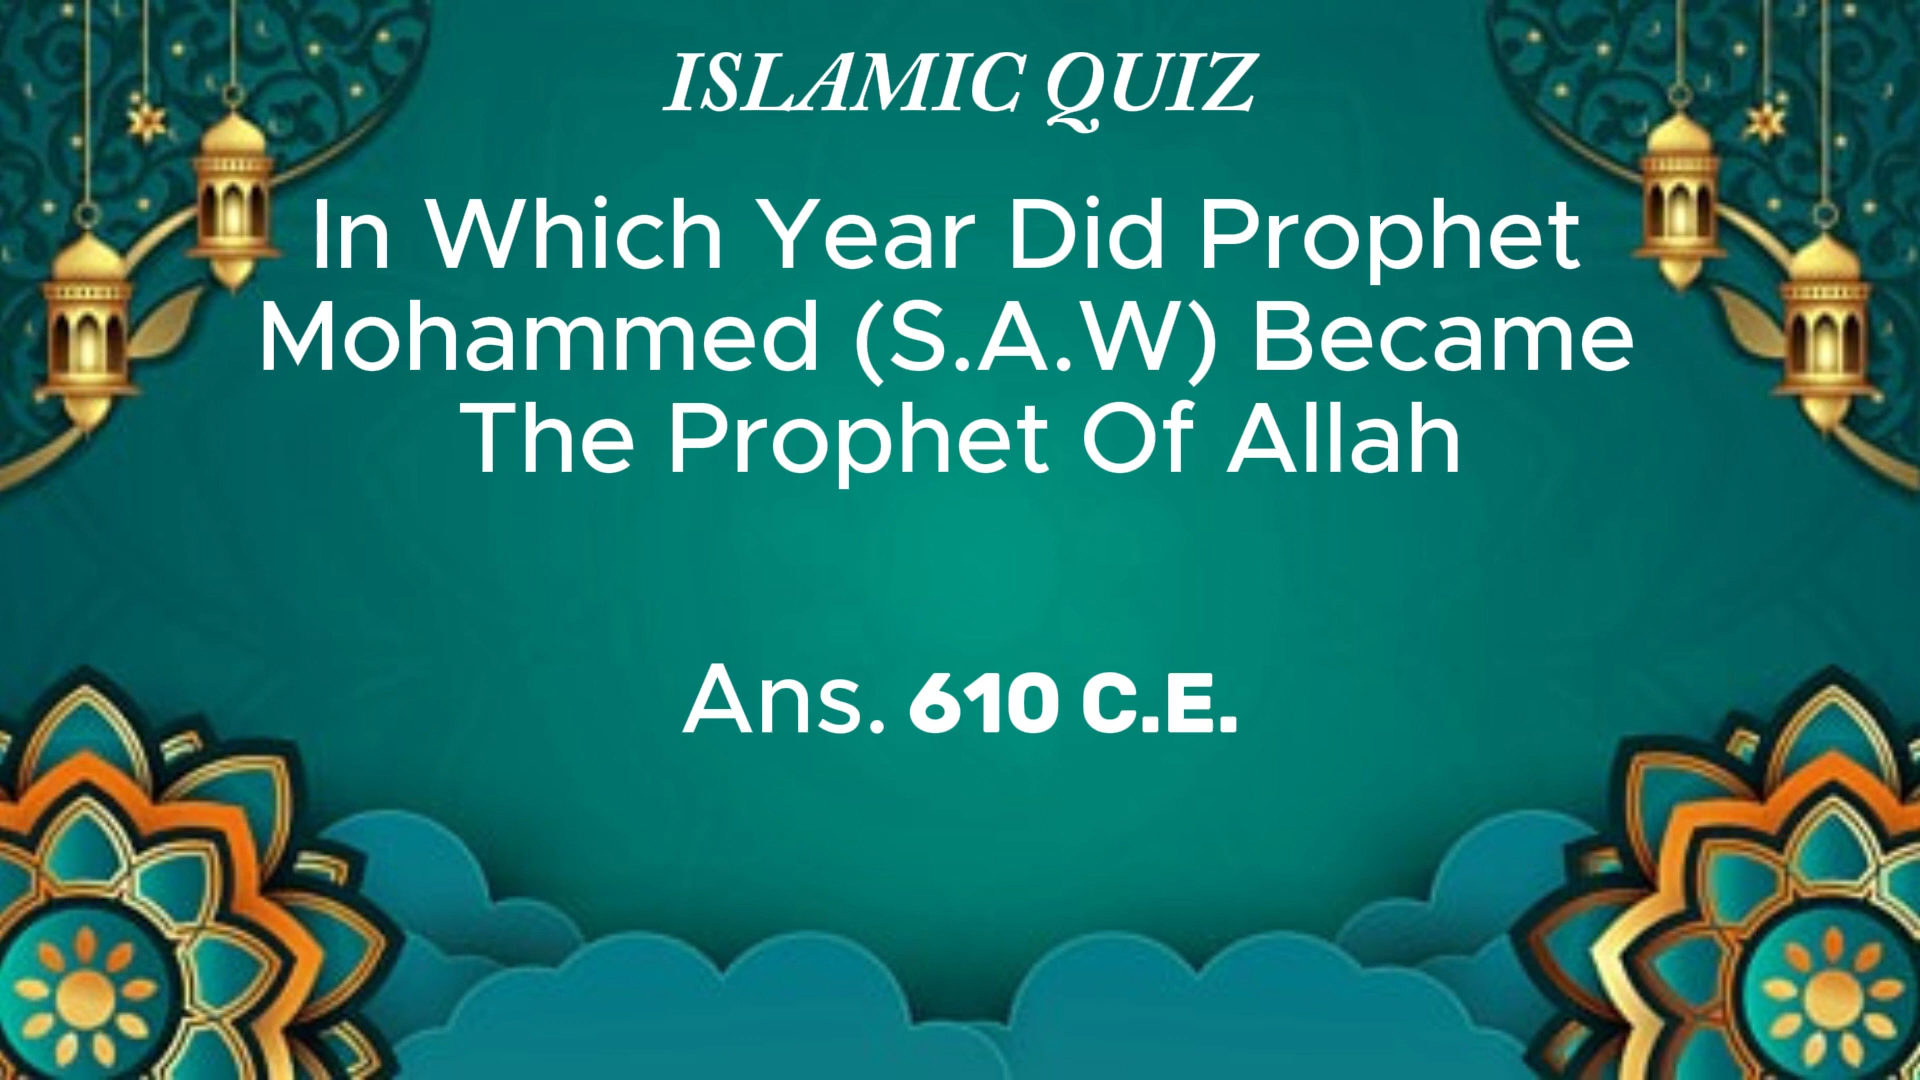 ISLAMIC QUIZ
In Which Year Did Prophet
Mohammed (S.A.W) Became
The Prophet Of Allah
Ans. 610 C.E.